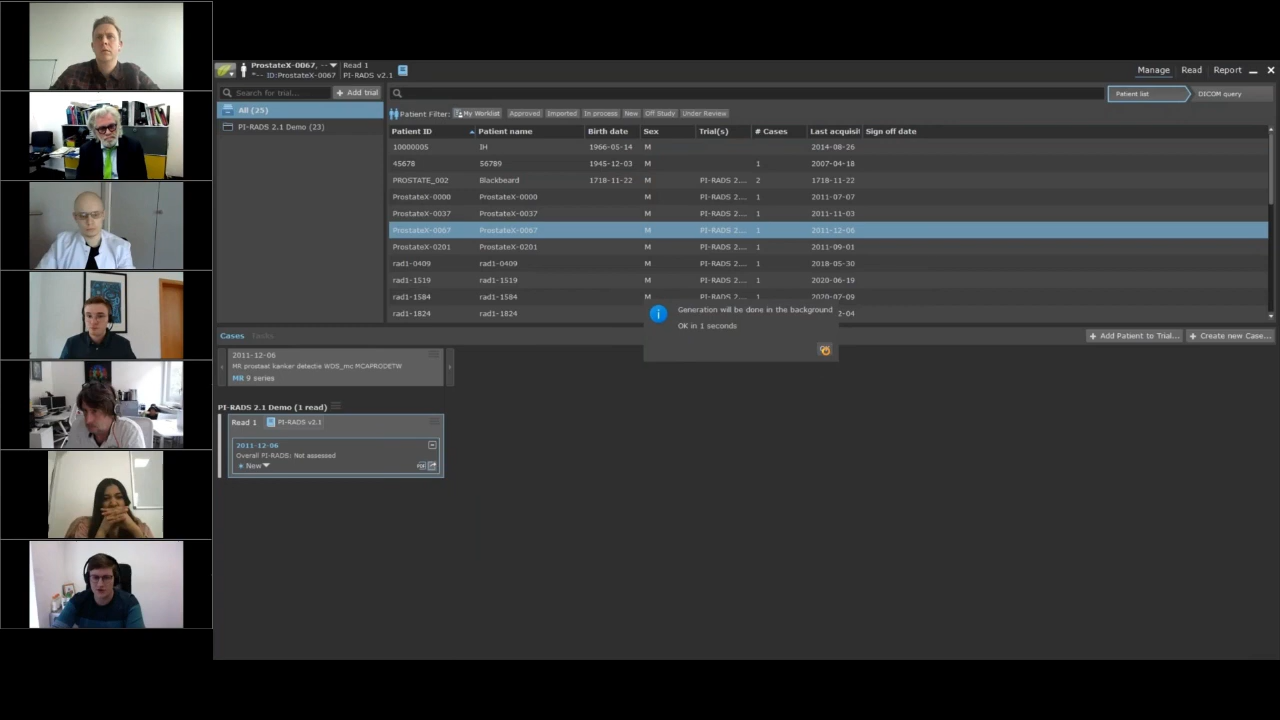 ProstateX-0067, -- Read 1
*-- ID:ProstateX-0067 PI-RADS v2.1
Manage Read Report
Search for trial... + Add trial
Patient list DICOM query
All (25)
PI-RADS 2.1 Demo (23)
Patient Filter: My Worklist Approved Imported In process New Off Study Under Review
Patient ID Patient name Birth date Sex Trial(s) # Cases Last acquisit Sign off date
10000005 IH 1966-05-14 M 2014-08-26
45678 56789 1945-12-03 M 1 2007-04-18
PROSTATE_002 Blackbeard 1718-11-22 M PI-RADS 2.... 2 1718-11-22
ProstateX-0000 ProstateX-0000 M PI-RADS 2.... 1 2011-07-07
ProstateX-0037 ProstateX-0037 M PI-RADS 2.... 1 2011-11-03
ProstateX-0067 ProstateX-0067 M PI-RADS 2.... 1 2011-12-06
ProstateX-0201 ProstateX-0201 M PI-RADS 2.... 1 2011-09-01
rad1-0409 rad1-0409 M PI-RADS 2.... 1 2018-05-30
rad1-1519 rad1-1519 M PI-RADS 2.... 1 2020-06-19
rad1-1584 rad1-1584 M PI-RADS 2.... 1 2020-07-09
rad1-1824 rad1-1824 2-04
Generation will be done in the background
OK in 1 seconds
Cases Tasks
+ Add Patient to Trial... + Create new Case...
2011-12-06
MR prostaat kanker detectie WDS_mc MCAPRODETW
MR 9 series
PI-RADS 2.1 Demo (1 read)
Read 1 PI-RADS v2.1
2011-12-06
Overall PI-RADS: Not assessed
+ New